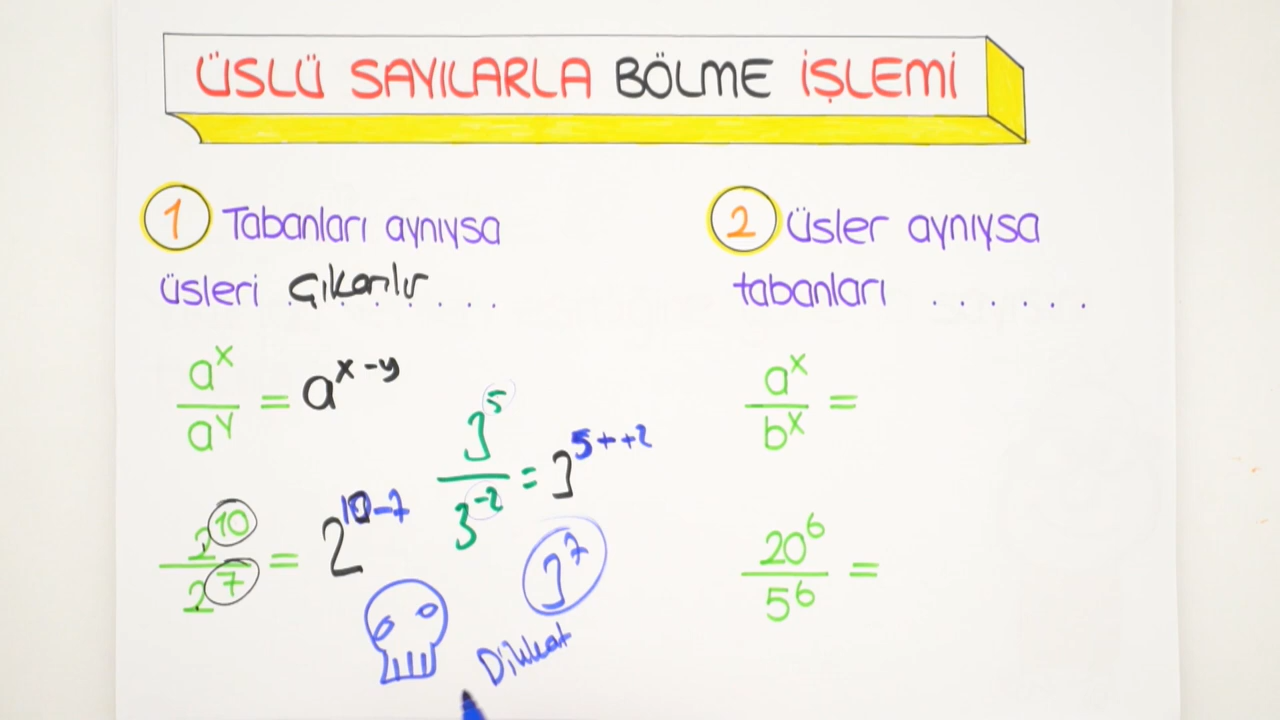 ÜSLÜ SAYILARLA BÖLME İŞLEMİ
1 Tabanları aynıysa
üsleri çıkarılır . . .
a^x / a^y = a^(x-y)
3^5 / 3^-2 = 3^(5++2)
3^7
2^10 / 2^7 = 2^(10-7)
Dikkat
2 Üsler aynıysa
tabanları . . . . . .
a^x / b^x =
20^6 / 5^6 =